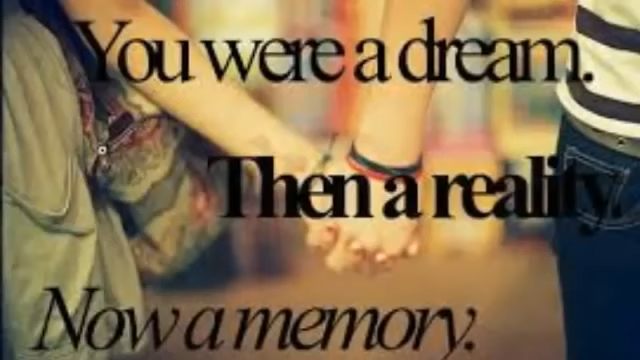 You were a dream.
Then a reality.
Now a memory.